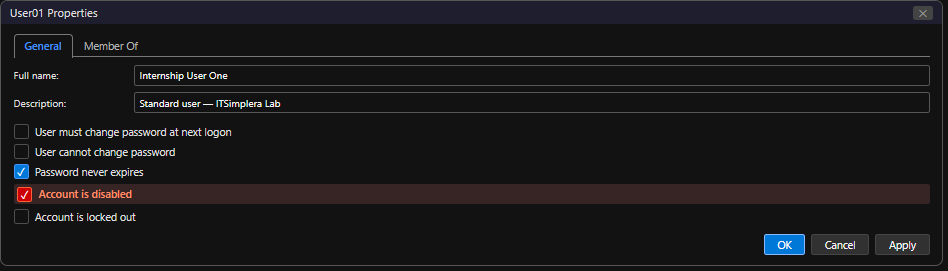 User01 Properties
General Member Of
Full name: Internship User One
Description: Standard user — ITSimplera Lab
User must change password at next logon
User cannot change password
Password never expires
Account is disabled
Account is locked out
OK Cancel Apply